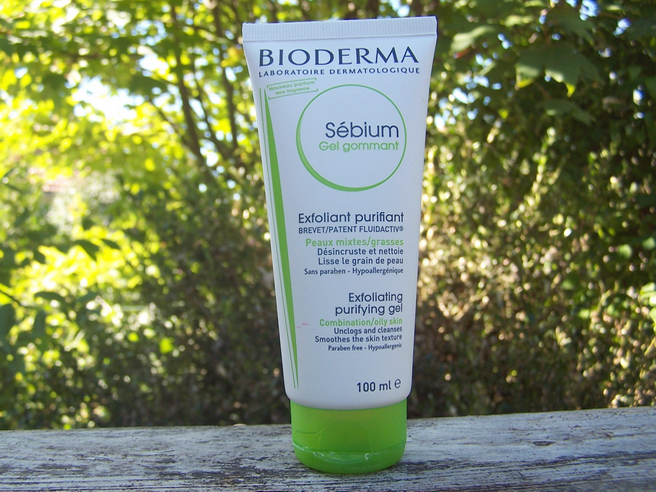 BIODERMA
LABORATOIRE DERMATOLOGIQUE
Nouveau parfum
Sébium
Gel gommant
Exfoliant purifiant
BREVET/PATENT FLUIDACTIV®
Peaux mixtes/grasses
Désincruste et nettoie
Lisse le grain de peau
Sans paraben - Hypoallergénique
Exfoliating
purifying gel
Combination/oily skin
Unclogs and cleanses
Smoothes the skin texture
Paraben free - Hypoallergenic
100 ml ℮